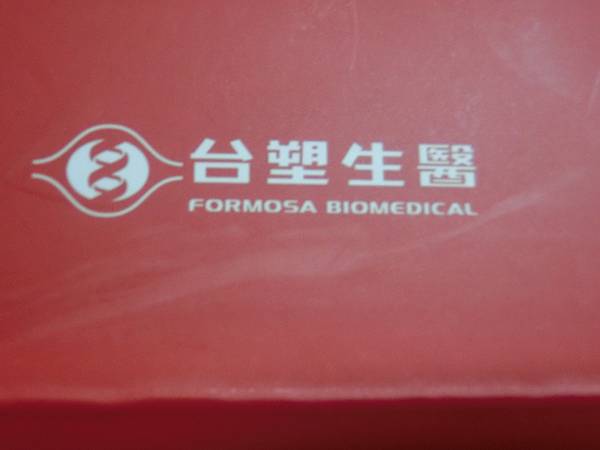 台塑生醫
FORMOSA BIOMEDICAL